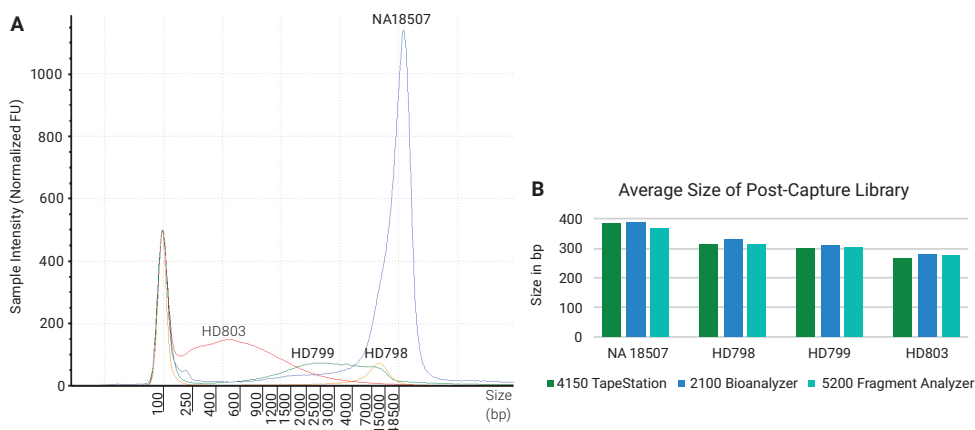 A
NA18507
Sample Intensity (Normalized FU)
1000
800
600
400
200
0
HD803
HD799
HD798
100
250
400
600
900
1200
1500
2000
2500
3000
4000
7000
15000
48500
Size
(bp)
B
Average Size of Post-Capture Library
Size in bp
400
300
200
100
0
NA 18507
HD798
HD799
HD803
4150 TapeStation
2100 Bioanalyzer
5200 Fragment Analyzer